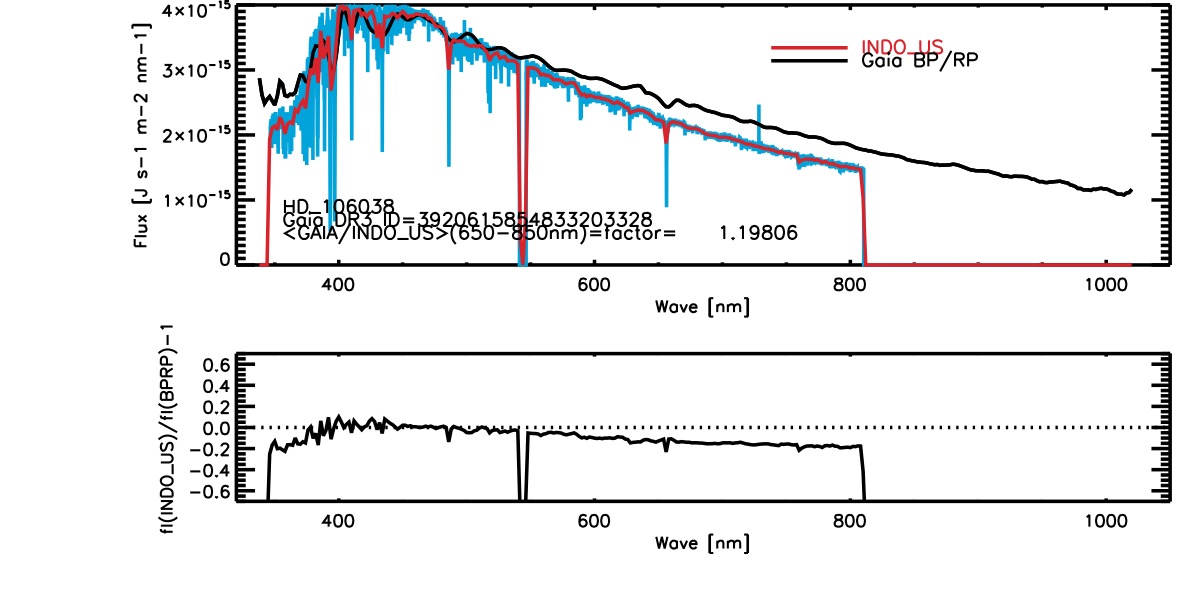 4×10−15
3×10−15
2×10−15
1×10−15
0
Flux [J s−1 m−2 nm−1]
INDO_US
Gaia BP/RP
HD_106038
Gaia DR3 ID=3920615854833203328
<GAIA/INDO_US>(650−850nm)=factor= 1.19806
400 600 800 1000
Wave [nm]
0.6
0.4
0.2
0.0
−0.2
−0.4
−0.6
fl(INDO_US)/fl(BPRP)−1
400 600 800 1000
Wave [nm]